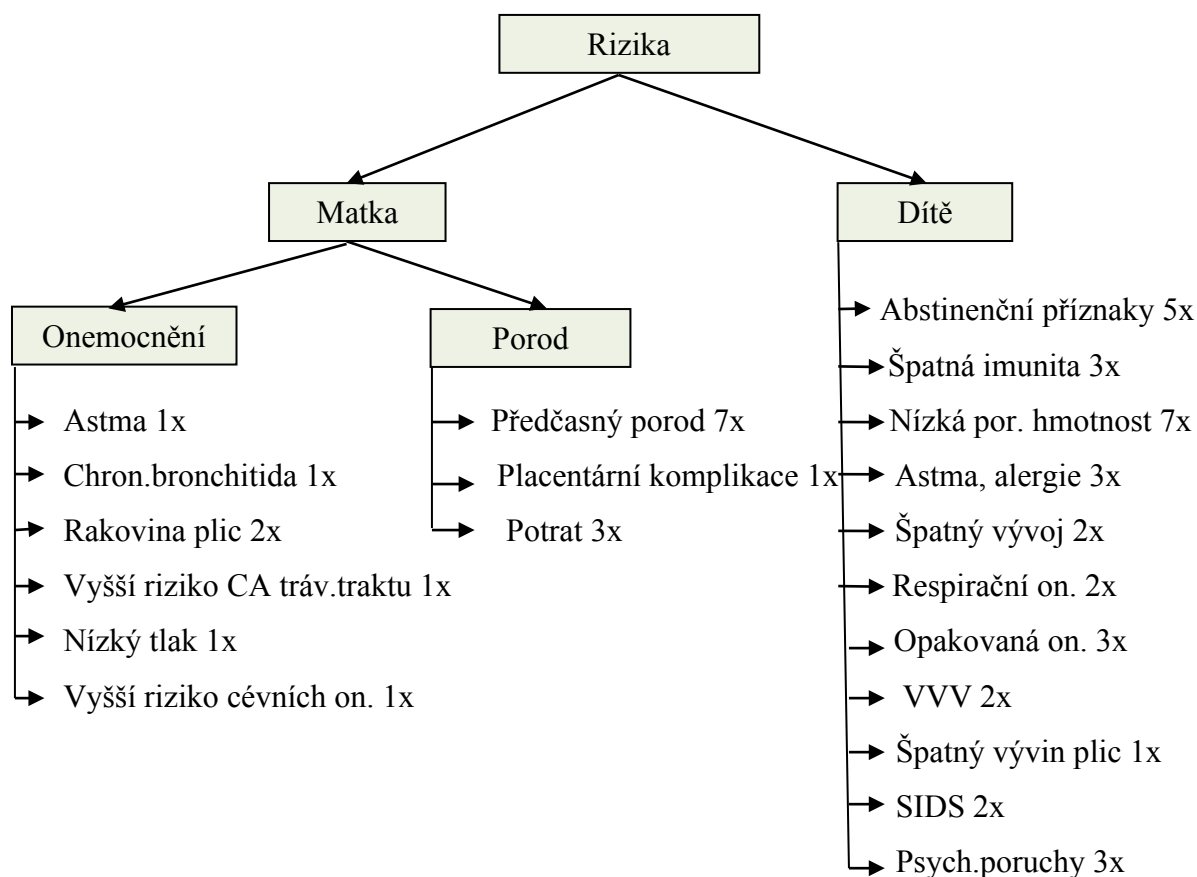 Rizika
Matka
Dítě
Onemocnění
Astma 1x
Chron.bronchitida 1x
Rakovina plic 2x
Vyšší riziko CA tráv.traktu 1x
Nízký tlak 1x
Vyšší riziko cévních on. 1x
Porod
Předčasný porod 7x
Placentární komplikace 1x
Potrat 3x
Abstinenční příznaky 5x
Špatná imunita 3x
Nízká por. hmotnost 7x
Astma, alergie 3x
Špatný vývoj 2x
Respirační on. 2x
Opakovaná on. 3x
VVV 2x
Špatný vývin plic 1x
SIDS 2x
Psych.poruchy 3x